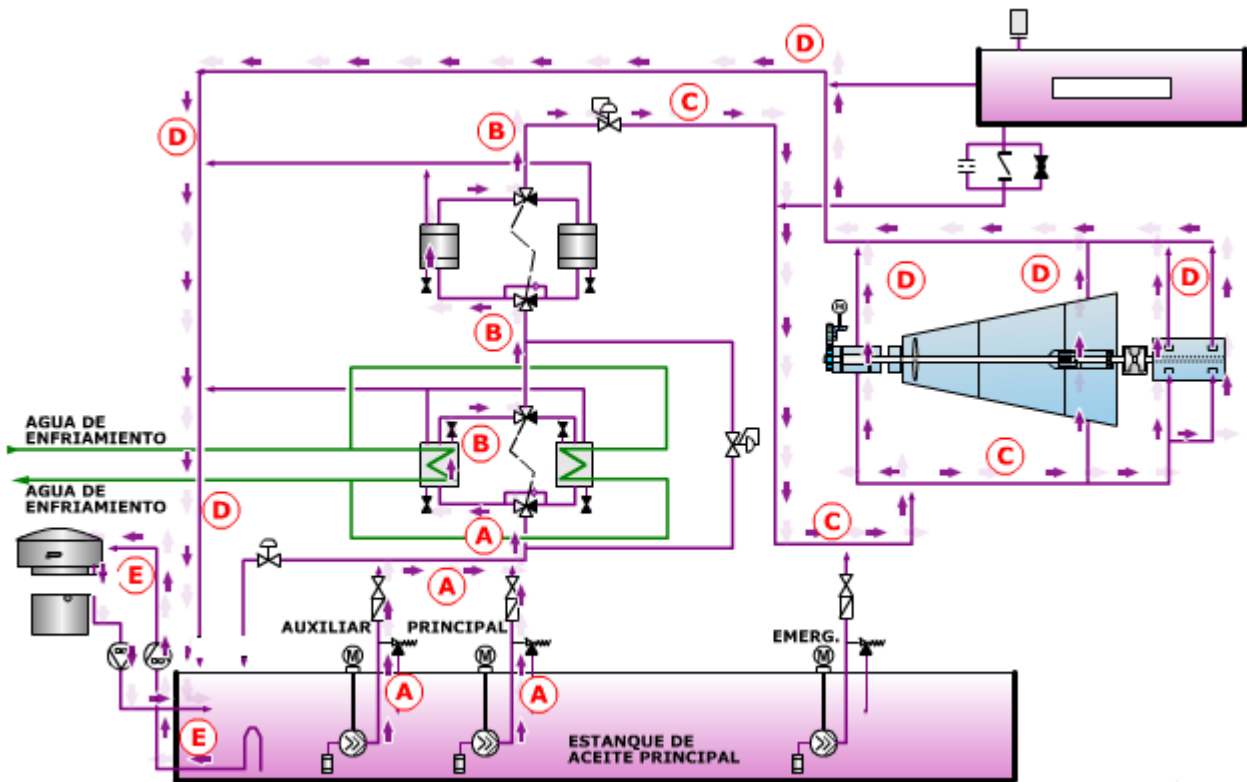 D
C
B
D
D
D
D
B
AGUA DE
ENFRIAMIENTO
B
C
AGUA DE
ENFRIAMIENTO
D
C
A
E
A
AUXILIAR
PRINCIPAL
EMERG.
M
M
M
A
A
E
ESTANQUE DE
ACEITE PRINCIPAL